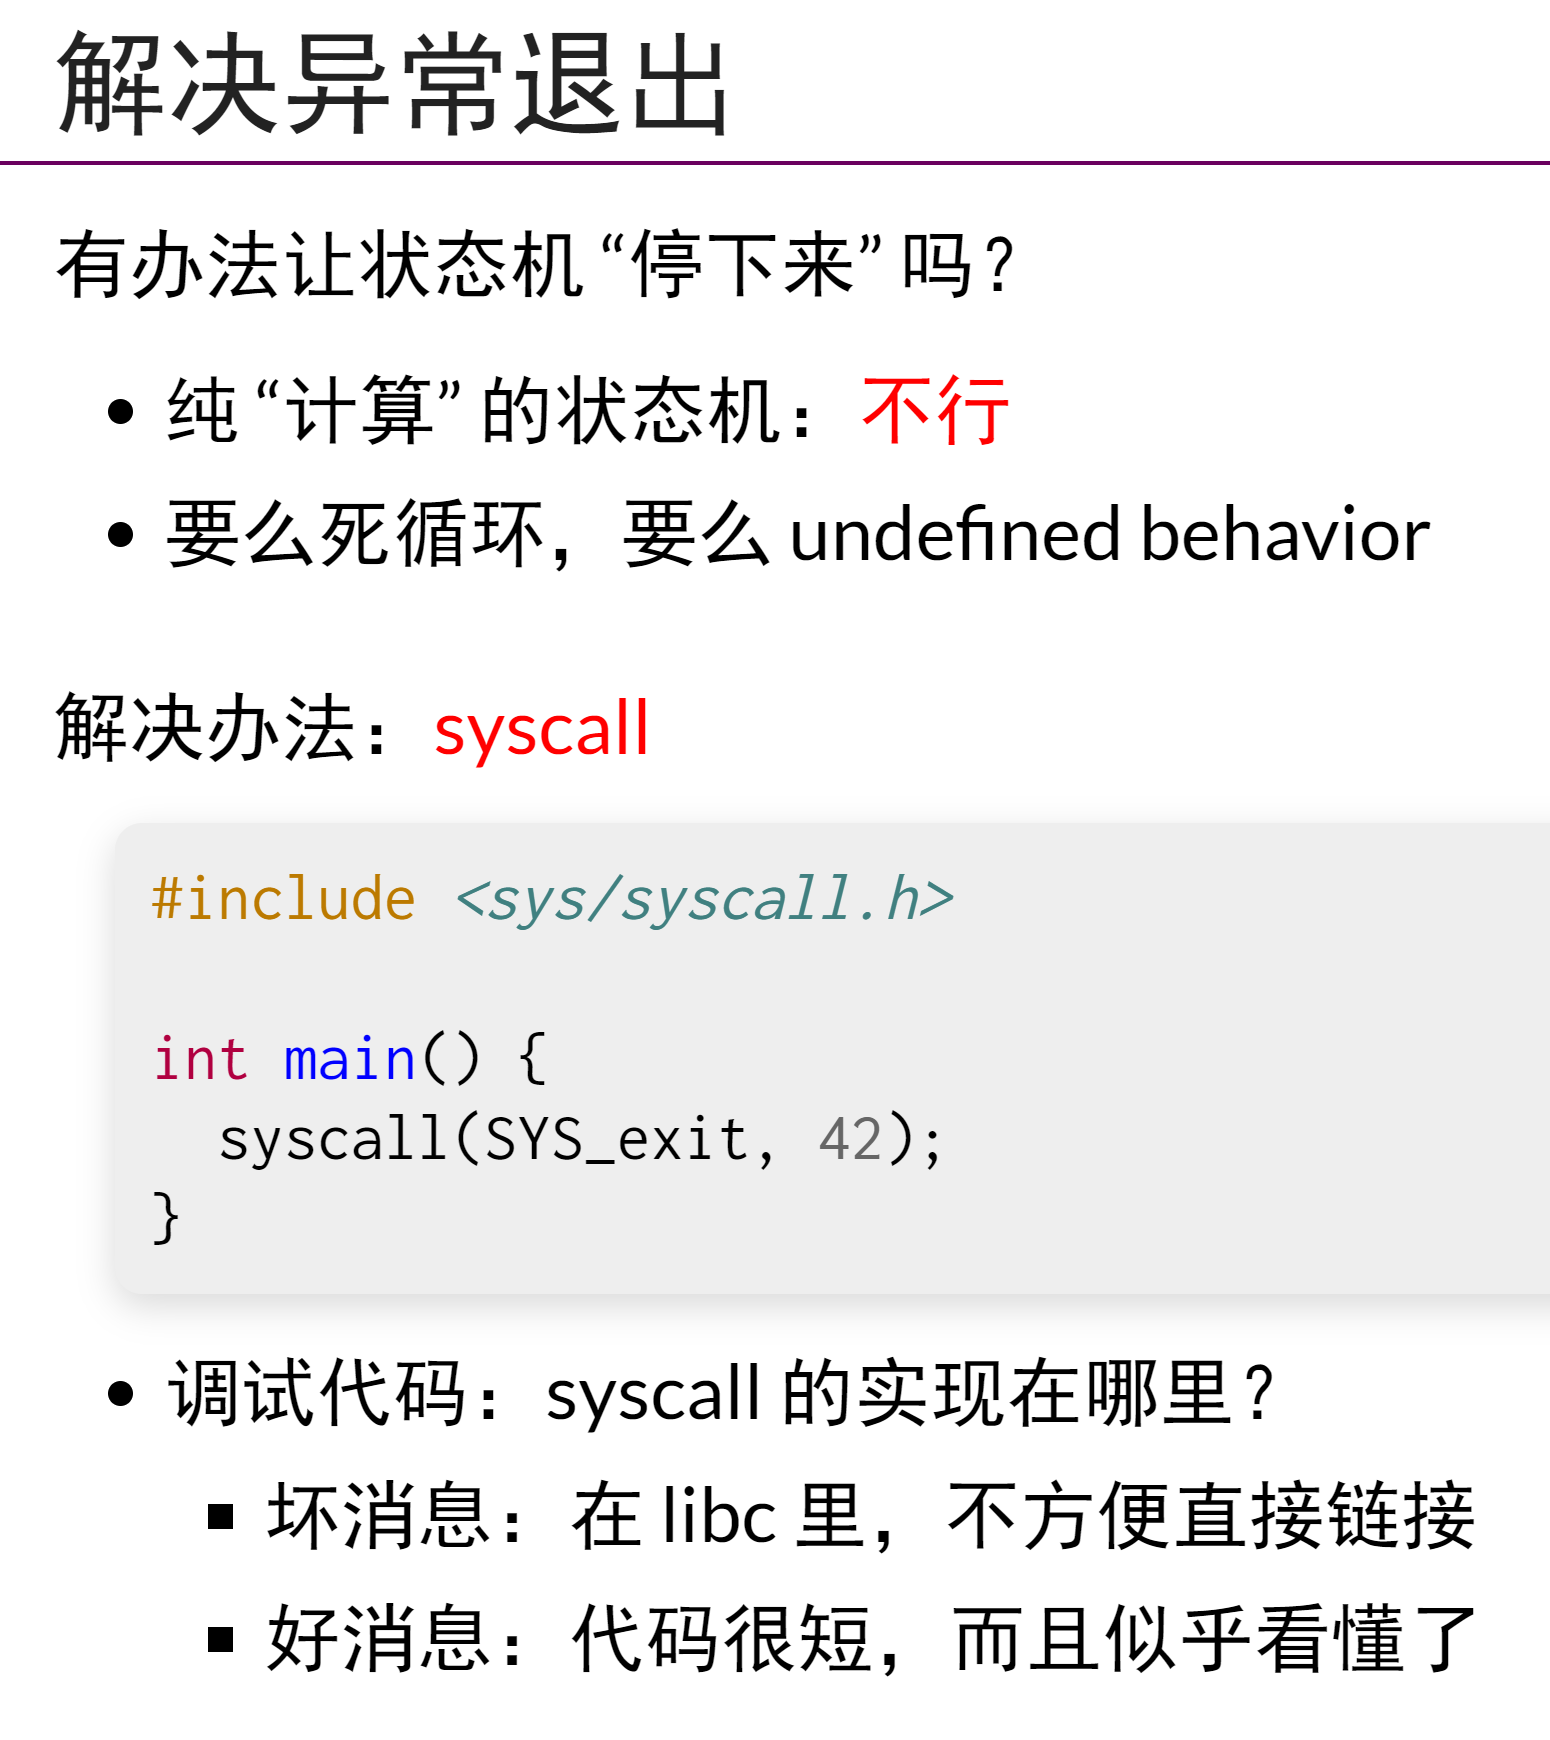 解决异常退出
有办法让状态机 “停下来” 吗？
纯 “计算” 的状态机：不行
要么死循环，要么 undefined behavior
解决办法：syscall
#include <sys/syscall.h>
int main() {
  syscall(SYS_exit, 42);
}
调试代码：syscall 的实现在哪里？
坏消息：在 libc 里，不方便直接链接
好消息：代码很短，而且似乎看懂了